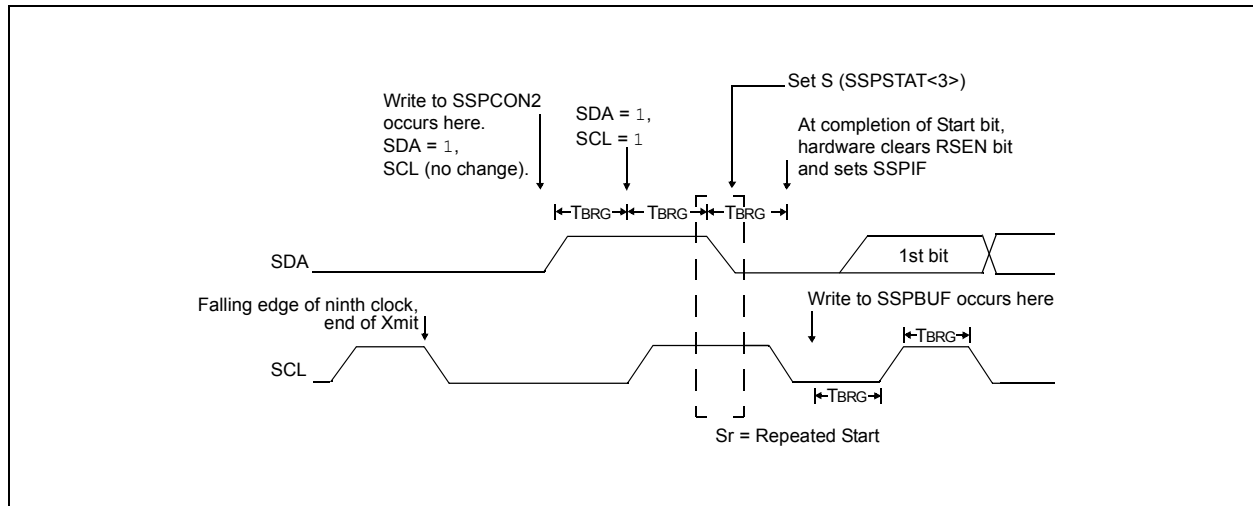 Set S (SSPSTAT<3>)
Write to SSPCON2
occurs here.
SDA = 1,
SCL (no change).
SDA = 1,
SCL = 1
At completion of Start bit,
hardware clears RSEN bit
and sets SSPIF
TBRG
TBRG
TBRG
SDA
1st bit
Falling edge of ninth clock,
end of Xmit
Write to SSPBUF occurs here
TBRG
SCL
TBRG
Sr = Repeated Start